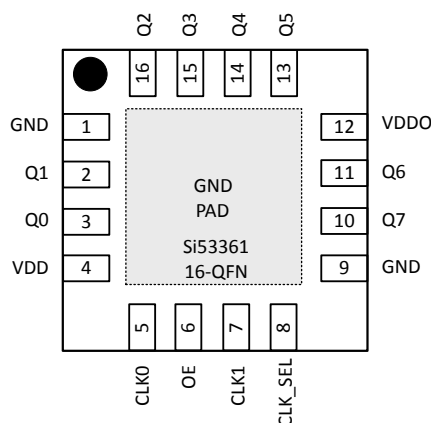 Q2 Q3 Q4 Q5
16 15 14 13
GND 1
Q1 2
Q0 3
VDD 4
12 VDDO
11 Q6
10 Q7
9 GND
GND
PAD
Si53361
16-QFN
5 6 7 8
CLK0 OE CLK1 CLK_SEL